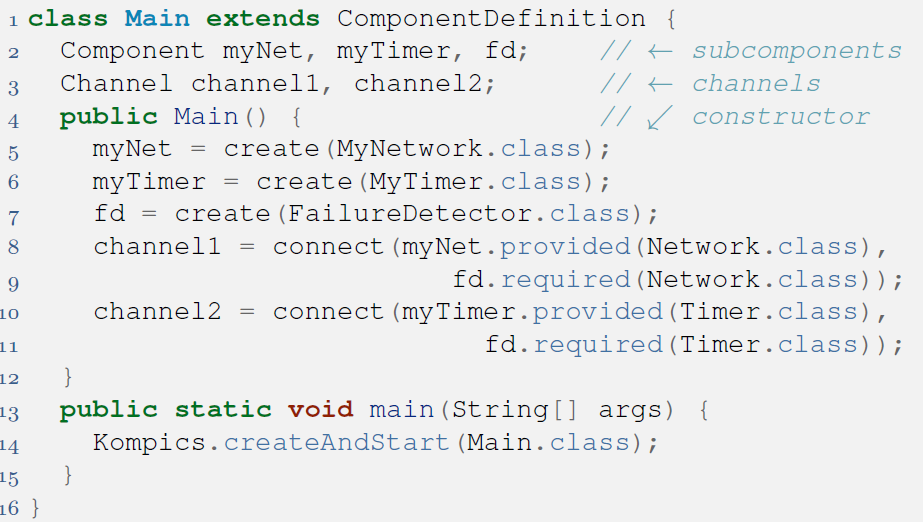 1 class Main extends ComponentDefinition {
2 Component myNet, myTimer, fd; // ← subcomponents
3 Channel channel1, channel2; // ← channels
4 public Main() { // ↙ constructor
5 myNet = create(MyNetwork.class);
6 myTimer = create(MyTimer.class);
7 fd = create(FailureDetector.class);
8 channel1 = connect(myNet.provided(Network.class),
9 fd.required(Network.class));
10 channel2 = connect(myTimer.provided(Timer.class),
11 fd.required(Timer.class));
12 }
13 public static void main(String[] args) {
14 Kompics.createAndStart(Main.class);
15 }
16 }